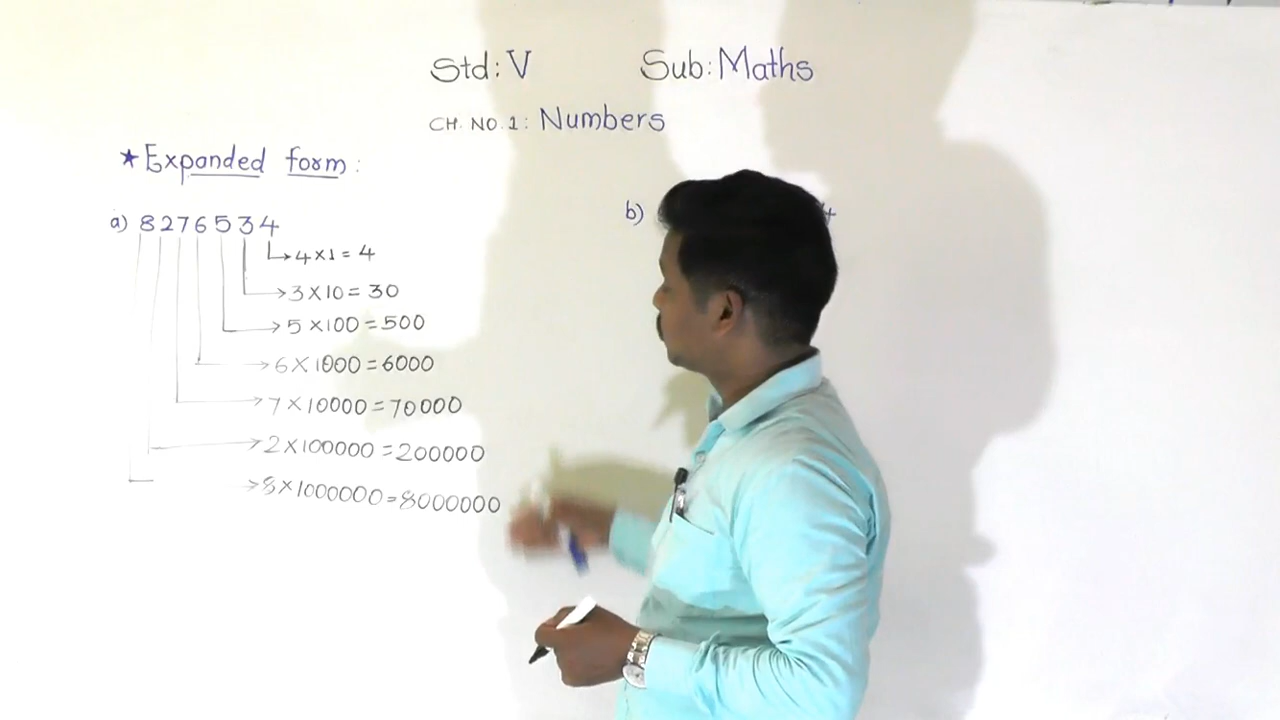 Std: V Sub: Maths
CH. NO. 1: Numbers
★ Expanded form:
a) 8276534
4×1 = 4
3×10 = 30
5×100 = 500
6×1000 = 6000
7×10000 = 70000
2×100000 = 200000
8×1000000 = 8000000
b)